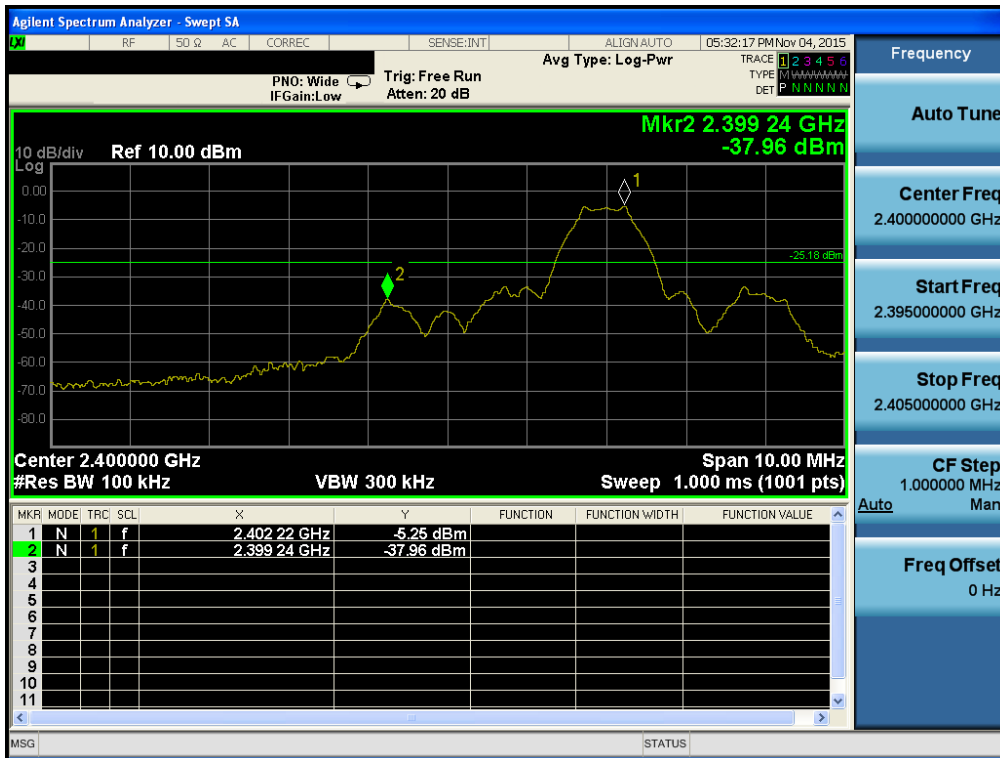 Agilent Spectrum Analyzer - Swept SA
LXI RF 50 Ω AC CORREC SENSE:INT ALIGN AUTO 05:32:17 PM Nov 04, 2015
Frequency
PNO: Wide
IFGain:Low
Trig: Free Run
Atten: 20 dB
Avg Type: Log-Pwr
TRACE 1 2 3 4 5 6
TYPE M
DET P N N N N N
Auto Tune
Mkr2 2.399 24 GHz
-37.96 dBm
10 dB/div Ref 10.00 dBm
Log
0.00
-10.0
-20.0
-30.0
-40.0
-50.0
-60.0
-70.0
-80.0
1
2
-25.18 dBm
Center 2.400000 GHz Span 10.00 MHz
#Res BW 100 kHz VBW 300 kHz Sweep 1.000 ms (1001 pts)
Center Freq
2.400000000 GHz
Start Freq
2.395000000 GHz
Stop Freq
2.405000000 GHz
CF Step
1.000000 MHz
Auto Man
Freq Offset
0 Hz
MKR MODE TRC SCL X Y FUNCTION FUNCTION WIDTH FUNCTION VALUE
1 N 1 f 2.402 22 GHz -5.25 dBm
2 N 1 f 2.399 24 GHz -37.96 dBm
3
4
5
6
7
8
9
10
11
MSG STATUS